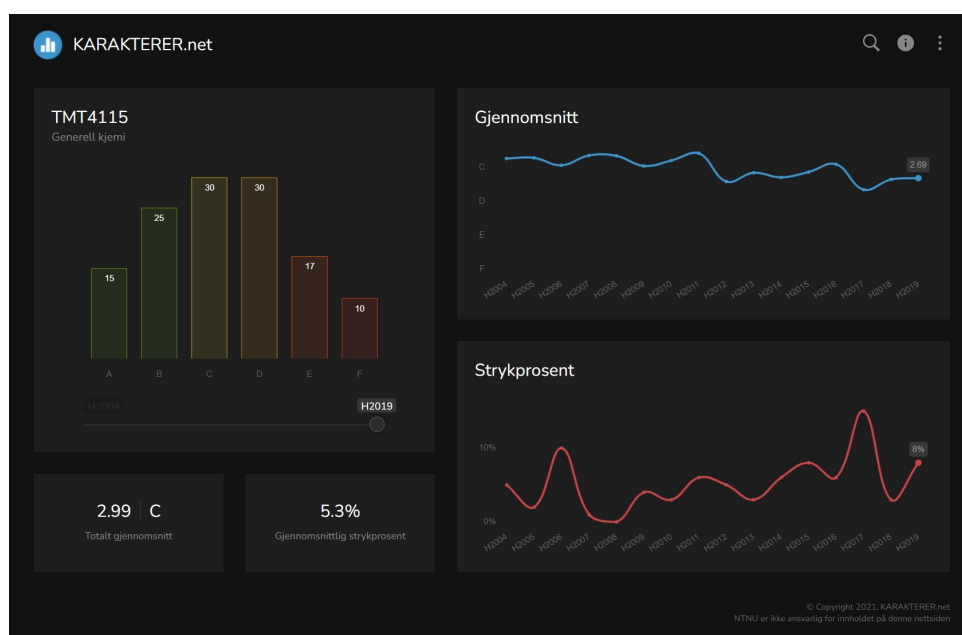 KARAKTERER.net
TMT4115
Generell kjemi
30
30
25
17
15
10
A B C D E F
H2004
H2019
2.99 C
Totalt gjennomsnitt
5.3%
Gjennomsnittlig strykprosent
Gjennomsnitt
C
2.69
D
E
F
H2004 H2005 H2006 H2007 H2008 H2009 H2010 H2011 H2012 H2013 H2014 H2015 H2016 H2017 H2018 H2019
Strykprosent
10%
8%
0%
H2004 H2005 H2006 H2007 H2008 H2009 H2010 H2011 H2012 H2013 H2014 H2015 H2016 H2017 H2018 H2019
© Copyright 2021, KARAKTERER.net
NTNU er ikke ansvarlig for innholdet på denne nettsiden